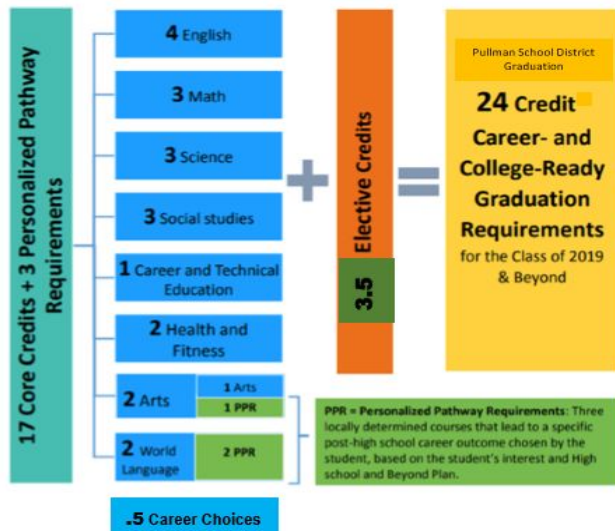 17 Core Credits + 3 Personalized Pathway
Requirements
4 English
3 Math
3 Science
3 Social studies
1 Career and Technical
Education
2 Health and
Fitness
2 Arts
1 Arts
1 PPR
2 World
Language
2 PPR
.5 Career Choices
+
3.5 Elective Credits
=
Pullman School District
Graduation
24 Credit
Career- and
College-Ready
Graduation
Requirements
for the Class of 2019
& Beyond
PPR = Personalized Pathway Requirements: Three
locally determined courses that lead to a specific
post-high school career outcome chosen by the
student, based on the student's interest and High
school and Beyond Plan.